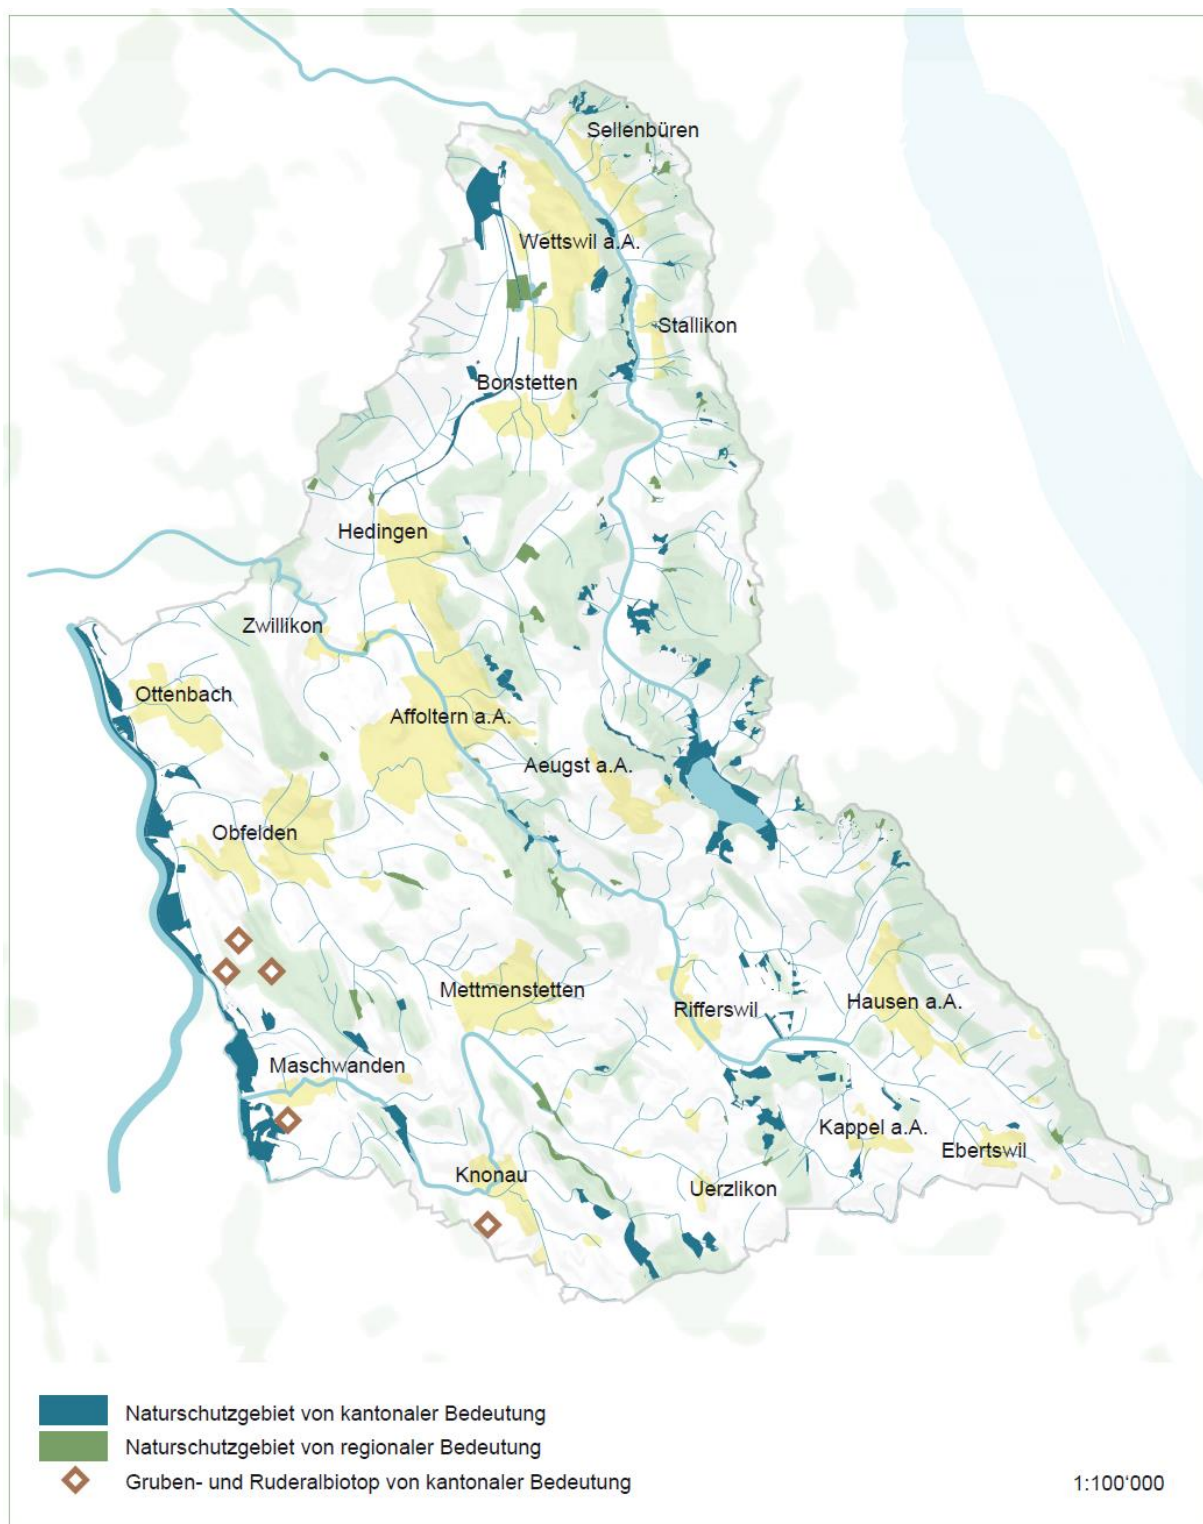 Sellenbüren
Wettswil a.A.
Stallikon
Bonstetten
Hedingen
Zwillikon
Ottenbach
Affoltern a.A.
Aeugst a.A.
Obfelden
Mettmenstetten
Rifferswil
Hausen a.A.
Maschwanden
Kappel a.A.
Ebertswil
Knonau
Uerzlikon
Naturschutzgebiet von kantonaler Bedeutung
Naturschutzgebiet von regionaler Bedeutung
Gruben- und Ruderalbiotop von kantonaler Bedeutung
1:100'000